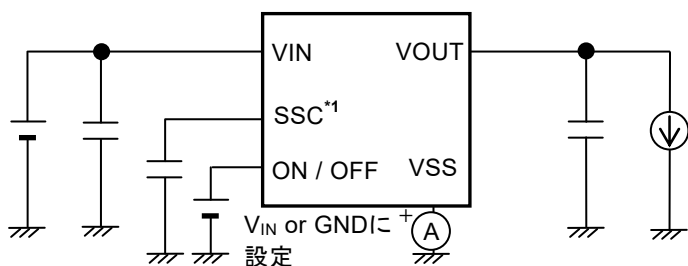 VIN VOUT
SSC*1
ON / OFF VSS
VIN or GNDに
設定
+
A